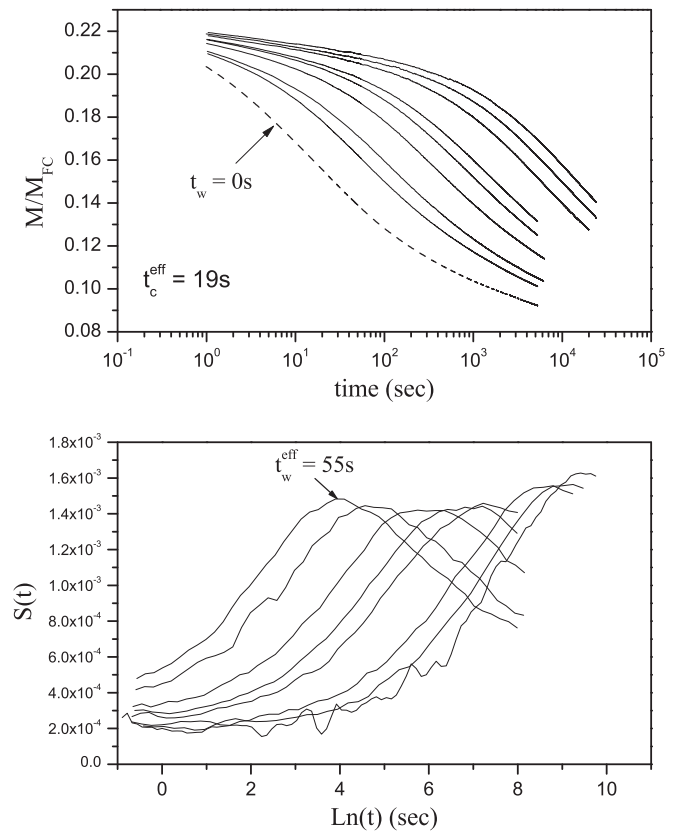 0.22
0.20
0.18
0.16
0.14
0.12
0.10
0.08
M/M_FC
t_w = 0s
t_c^eff = 19s
10^-1 10^0 10^1 10^2 10^3 10^4 10^5
time (sec)
1.8x10^-3
1.6x10^-3
1.4x10^-3
1.2x10^-3
1.0x10^-3
8.0x10^-4
6.0x10^-4
4.0x10^-4
2.0x10^-4
0.0
S(t)
t_w^eff = 55s
0 2 4 6 8 10
Ln(t) (sec)